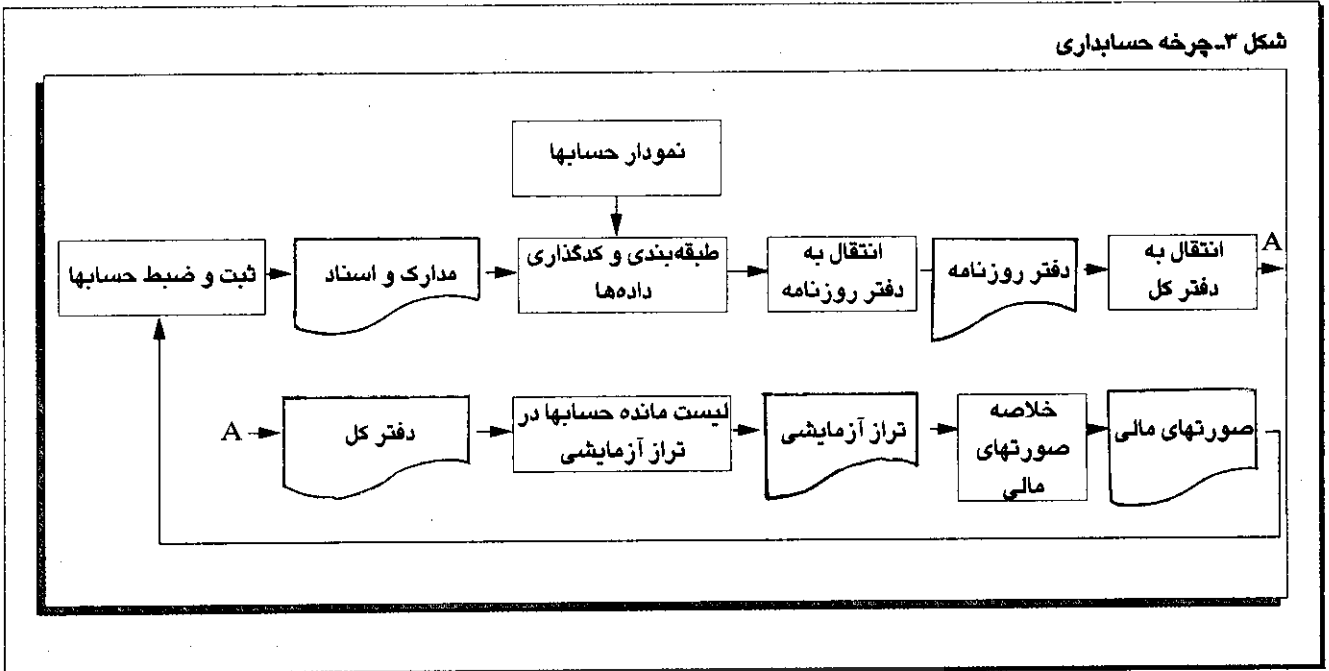 شکل ۳ـ چرخه حسابداری
نمودار حسابها
ثبت و ضبط حسابها
مدارک و اسناد
طبقه‌بندی و کدگذاری
داده‌ها
انتقال به
دفتر روزنامه
دفتر روزنامه
انتقال به
دفتر کل
A
A
دفتر کل
لیست مانده حسابها در
تراز آزمایشی
تراز آزمایشی
خلاصه
صورتهای
مالی
صورتهای مالی